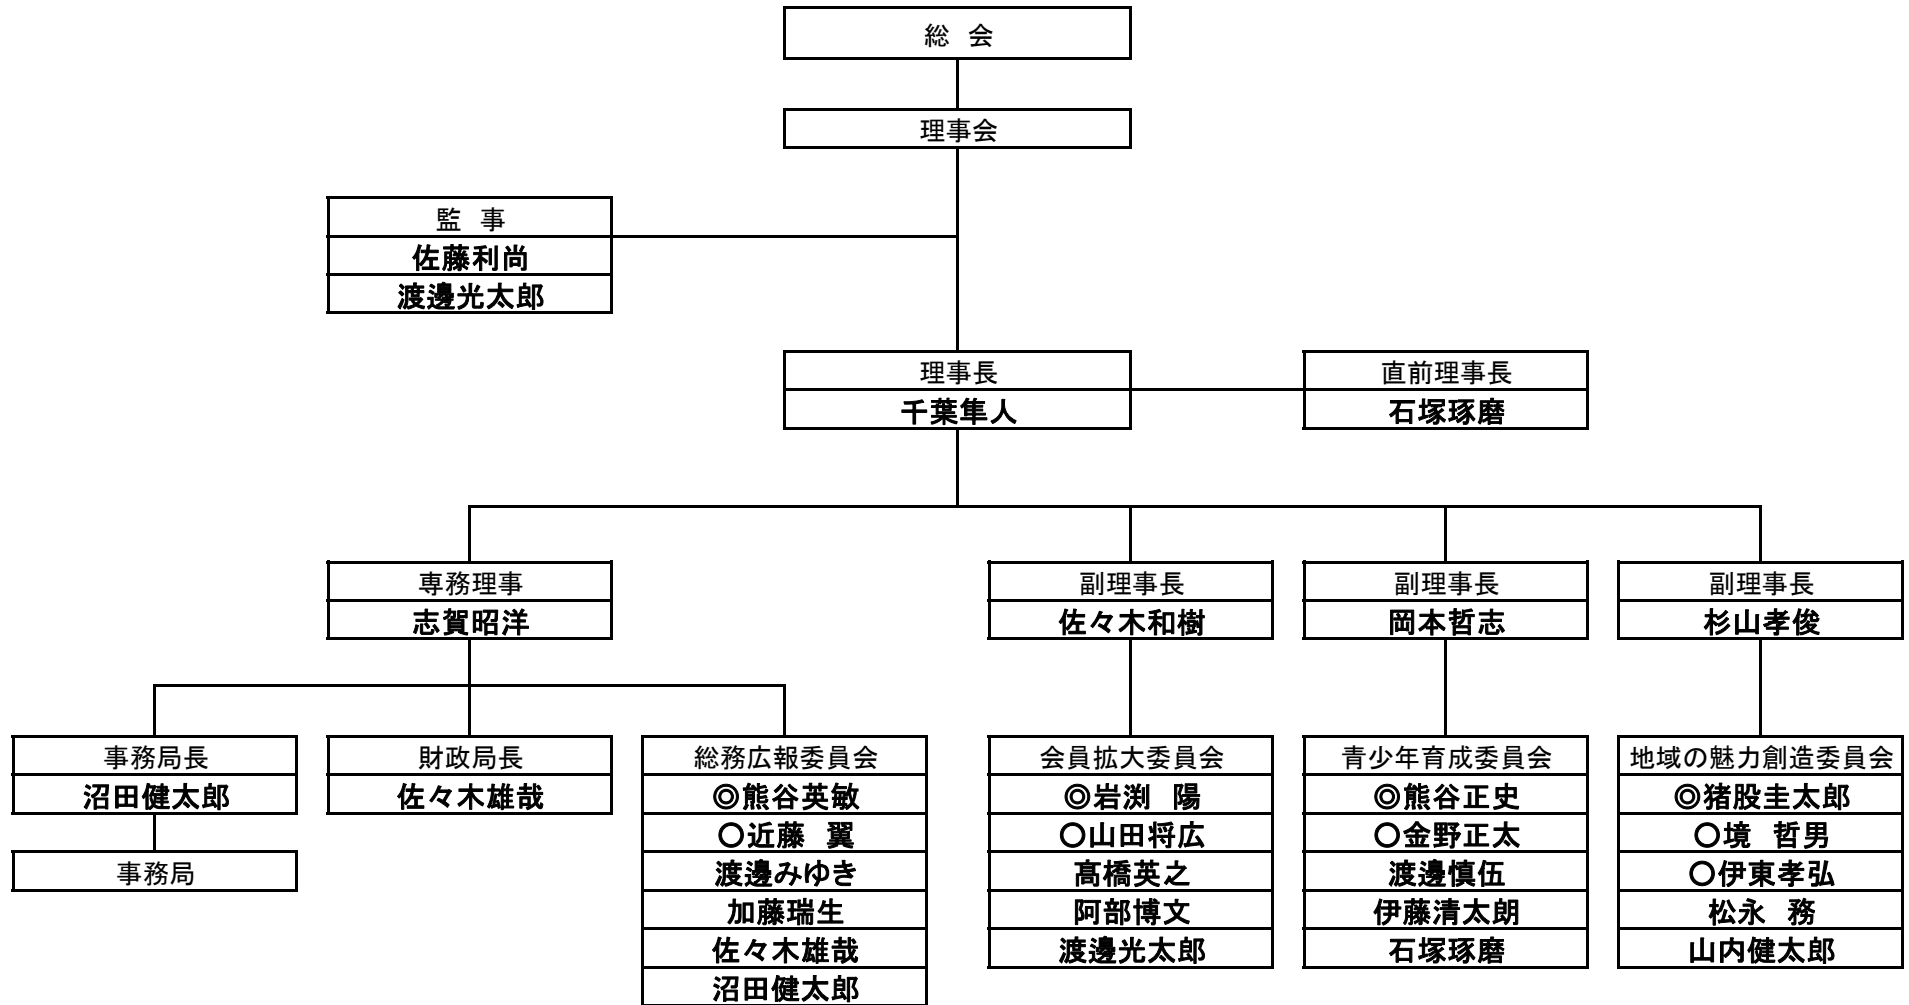 総　会
理事会
監　事
佐藤利尚
渡邊光太郎
理事長
千葉隼人
直前理事長
石塚琢磨
専務理事
志賀昭洋
副理事長
佐々木和樹
副理事長
岡本哲志
副理事長
杉山孝俊
事務局長
沼田健太郎
事務局
財政局長
佐々木雄哉
総務広報委員会
◎熊谷英敏
〇近藤　翼
渡邊みゆき
加藤瑞生
佐々木雄哉
沼田健太郎
会員拡大委員会
◎岩渕　陽
〇山田将広
髙橋英之
阿部博文
渡邊光太郎
青少年育成委員会
◎熊谷正史
〇金野正太
渡邊慎伍
伊藤清太朗
石塚琢磨
地域の魅力創造委員会
◎猪股圭太郎
〇境　哲男
〇伊東孝弘
松永　務
山内健太郎